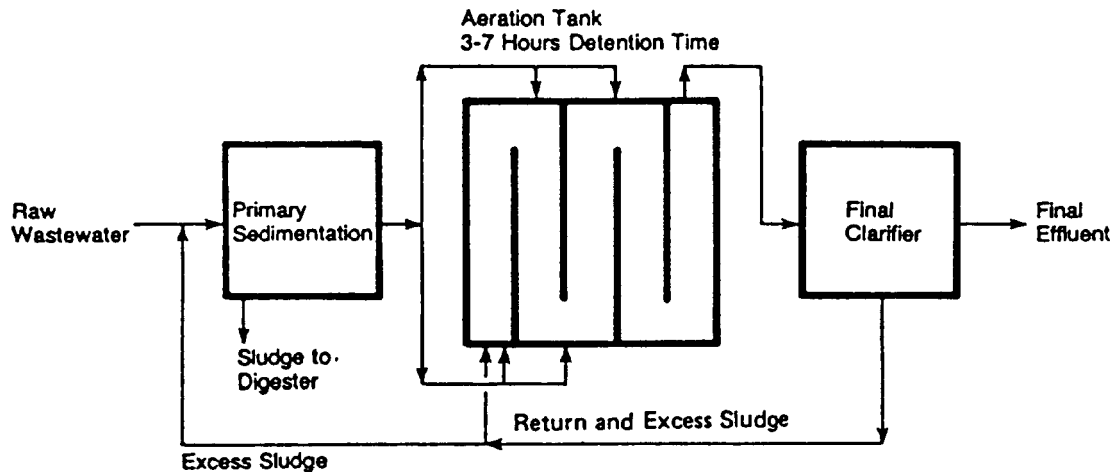 Aeration Tank
3-7 Hours Detention Time
Raw
Wastewater
Primary
Sedimentation
Final
Clarifier
Final
Effluent
Sludge to
Digester
Return and Excess Sludge
Excess Sludge